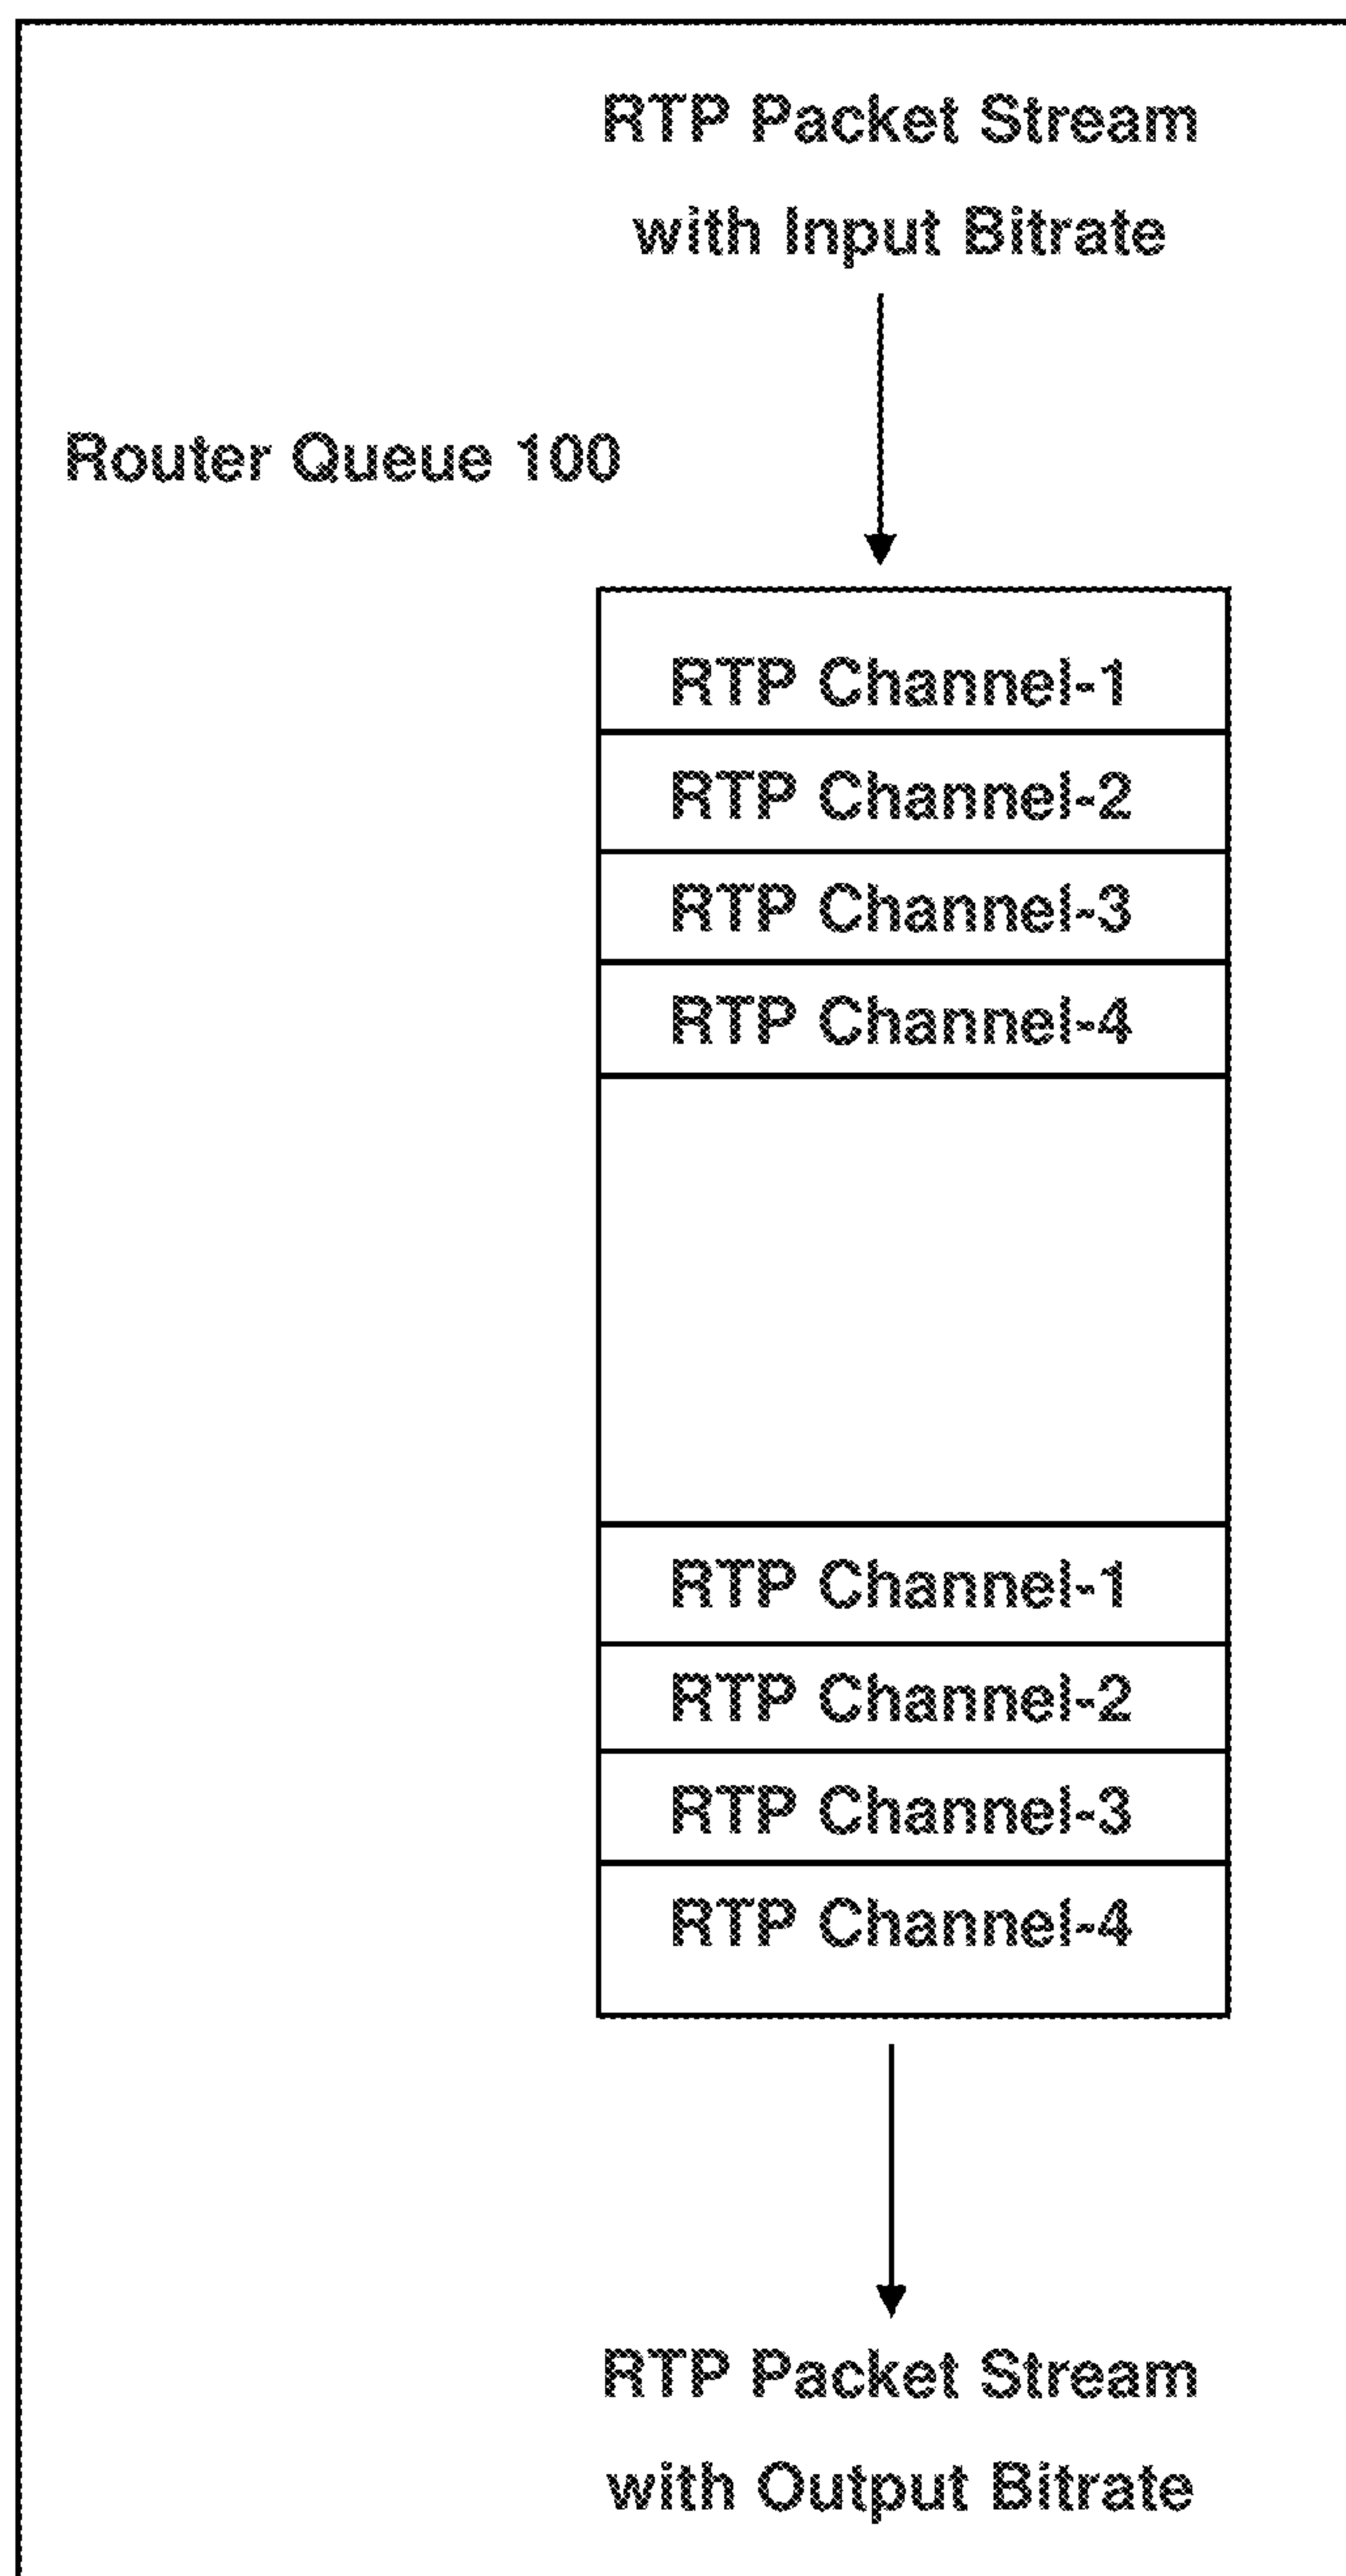 RTP Packet Stream
with Input Bitrate
Router Queue 100
RTP Channel-1
RTP Channel-2
RTP Channel-3
RTP Channel-4
RTP Channel-1
RTP Channel-2
RTP Channel-3
RTP Channel-4
RTP Packet Stream
with Output Bitrate